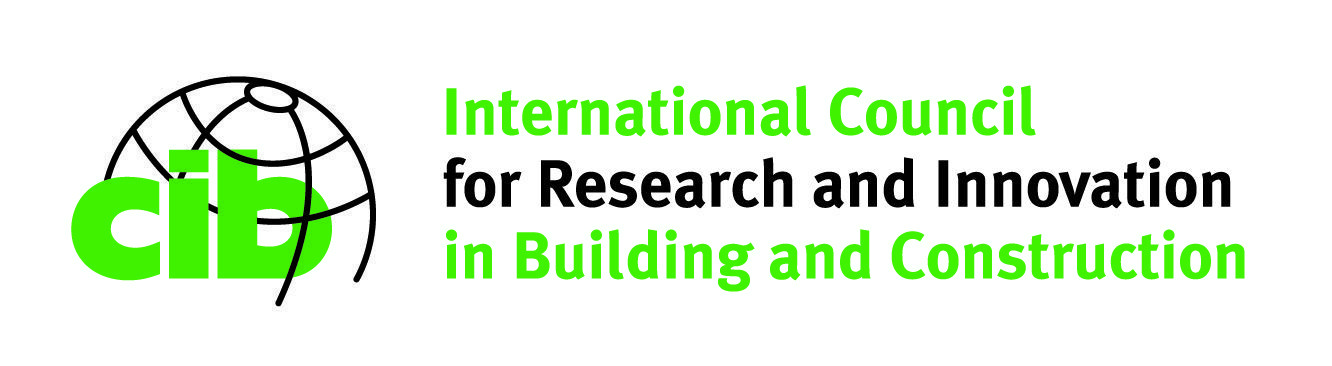 cib
International Council
for Research and Innovation
in Building and Construction